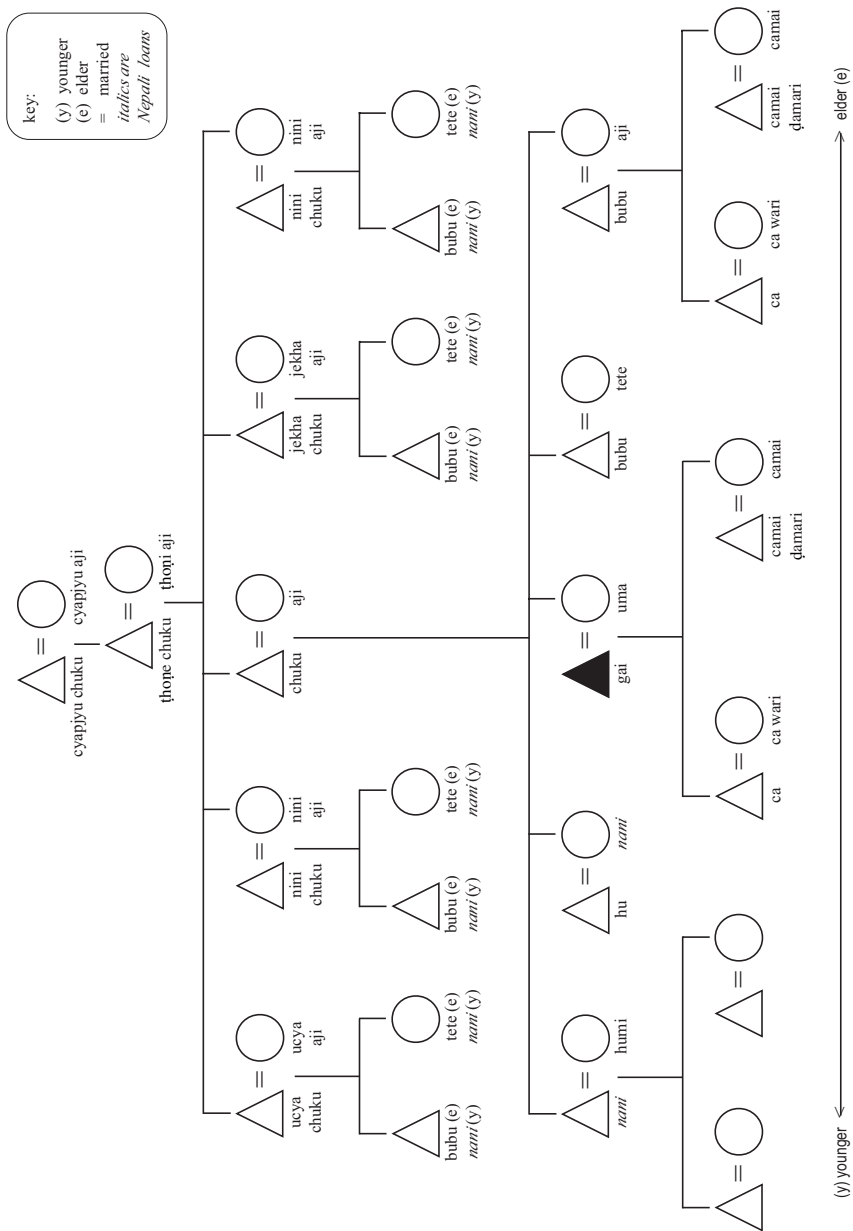 key:
(y) younger
(e) elder
= married
italics are
Nepali loans
= cyapjyu chuku cyapjyu aji
= ṭhoṇe chuku ṭhoṇi aji
ucya
chuku
=
ucya
aji
nini
chuku
=
nini
aji
chuku
=
aji
jekha
chuku
=
jekha
aji
nini
chuku
=
nini
aji
bubu (e)
nani (y)
tete (e)
nani (y)
bubu (e)
nani (y)
tete (e)
nani (y)
bubu (e)
nani (y)
tete (e)
nani (y)
bubu (e)
nani (y)
tete (e)
nani (y)
nani
=
humi
hu
=
nani
gai
=
uma
bubu
=
tete
bubu
=
aji
=
=
ca
=
ca wari
camai
ḍamari
=
camai
ca
=
ca wari
camai
ḍamari
=
camai
(y) younger
elder (e)